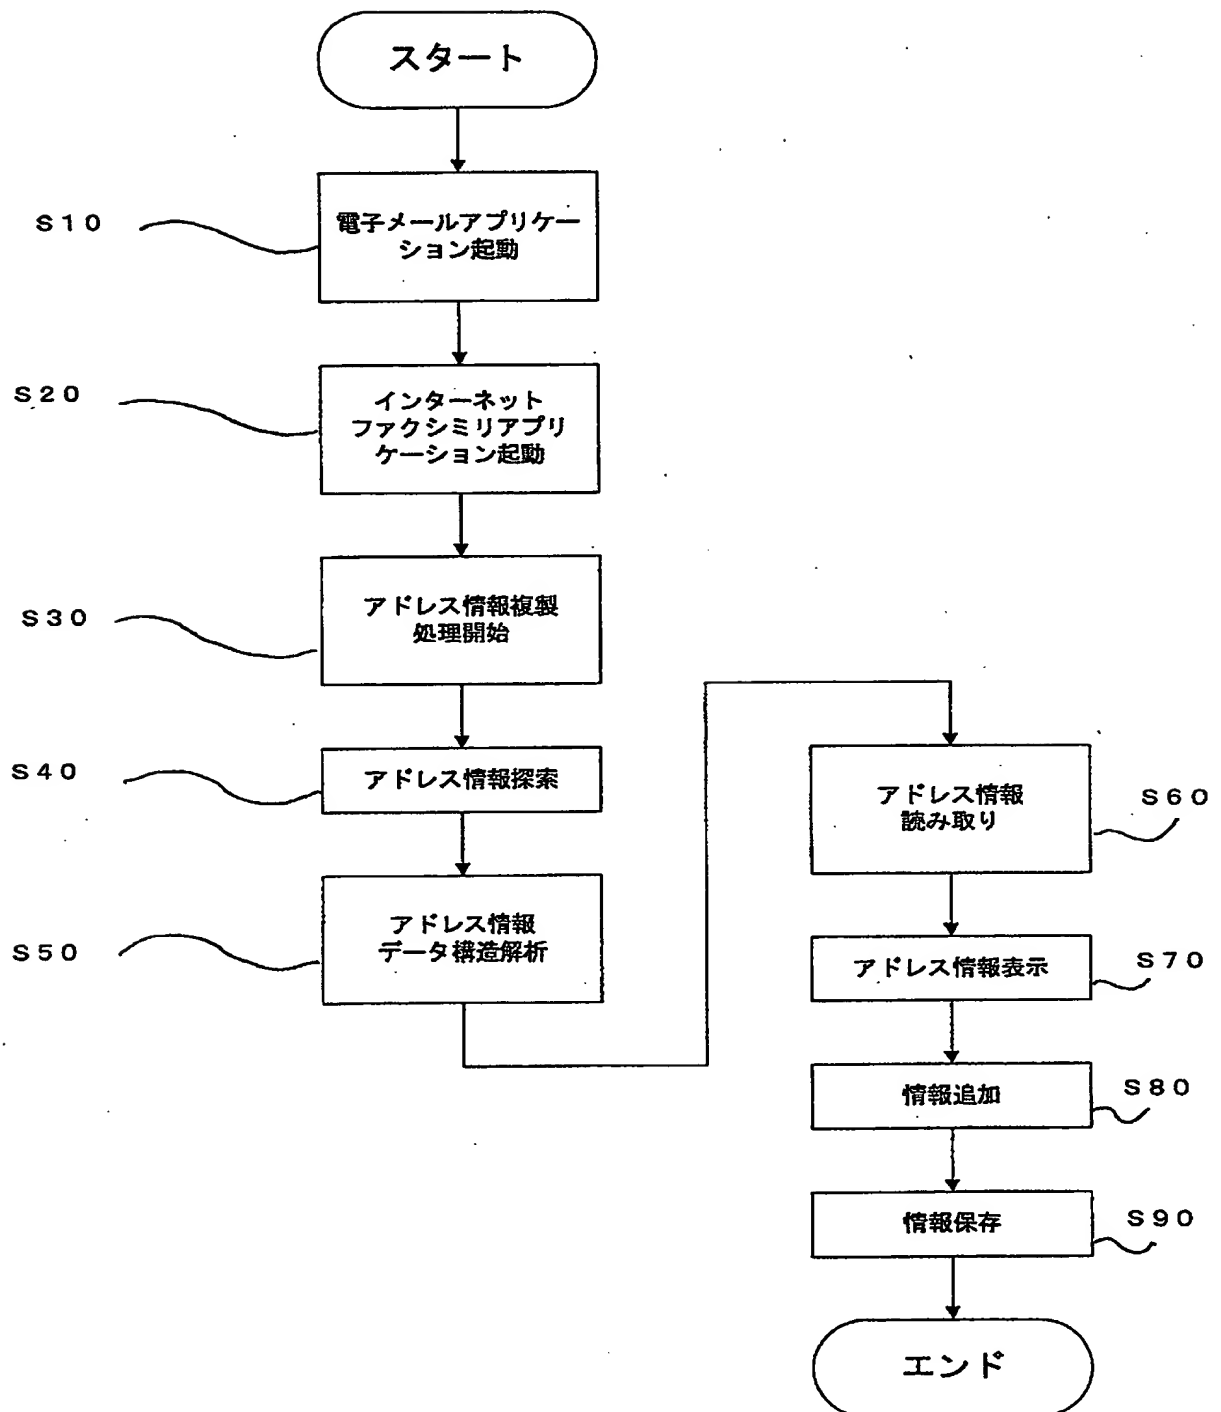 スタート
S10
電子メールアプリケー
ション起動
S20
インターネット
ファクシミリアプリ
ケーション起動
S30
アドレス情報複製
処理開始
S40
アドレス情報探索
S50
アドレス情報
データ構造解析
アドレス情報
読み取り
S60
アドレス情報表示
S70
情報追加
S80
情報保存
S90
エンド